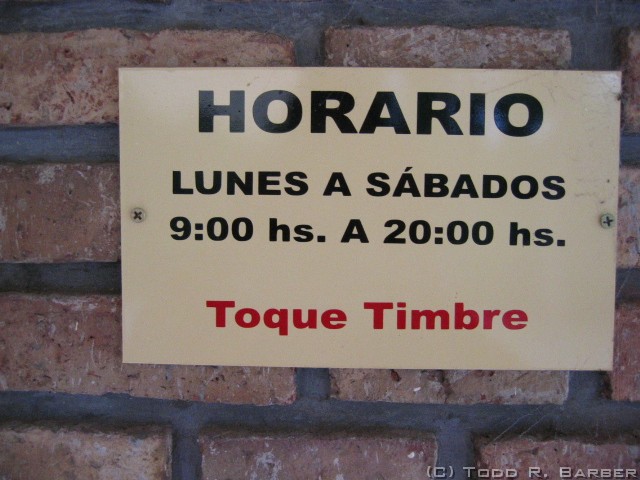 HORARIO
LUNES A SÁBADOS
9:00 hs. A 20:00 hs.
Toque Timbre
(C) Todd R. Barber